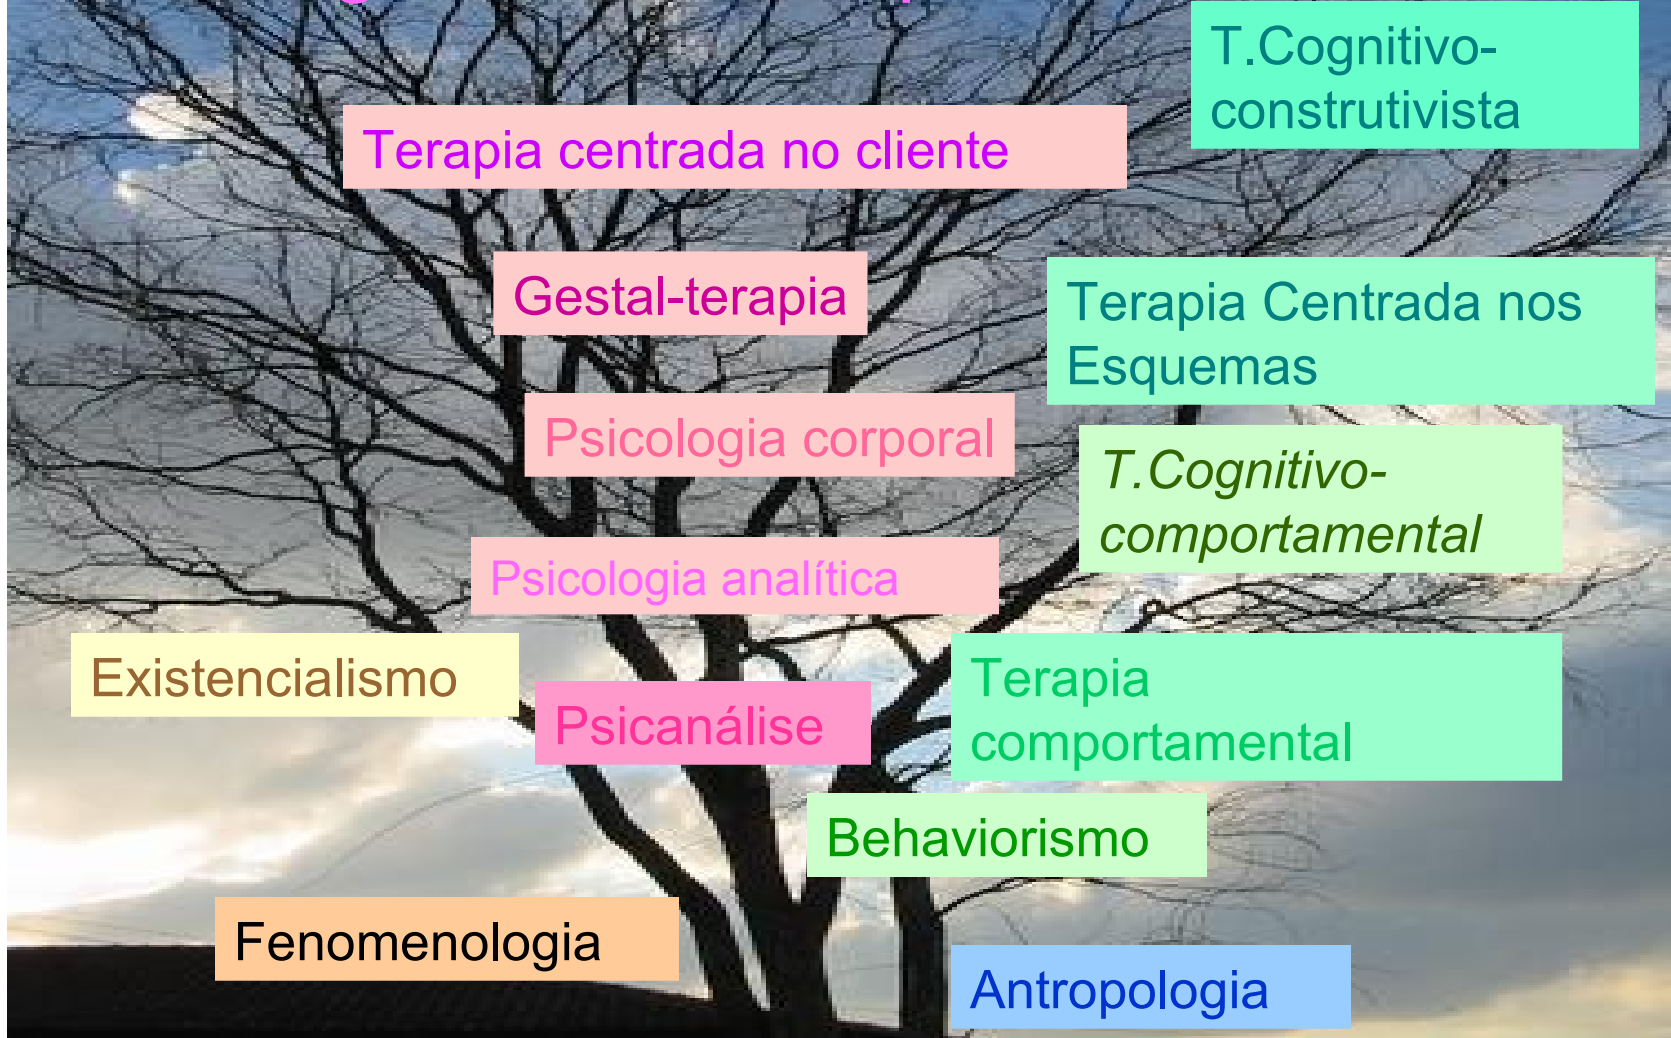 T.Cognitivo-
construtivista
Terapia centrada no cliente
Gestal-terapia
Terapia Centrada nos
Esquemas
Psicologia corporal
T.Cognitivo-
comportamental
Psicologia analítica
Existencialismo
Terapia
comportamental
Psicanálise
Behaviorismo
Fenomenologia
Antropologia